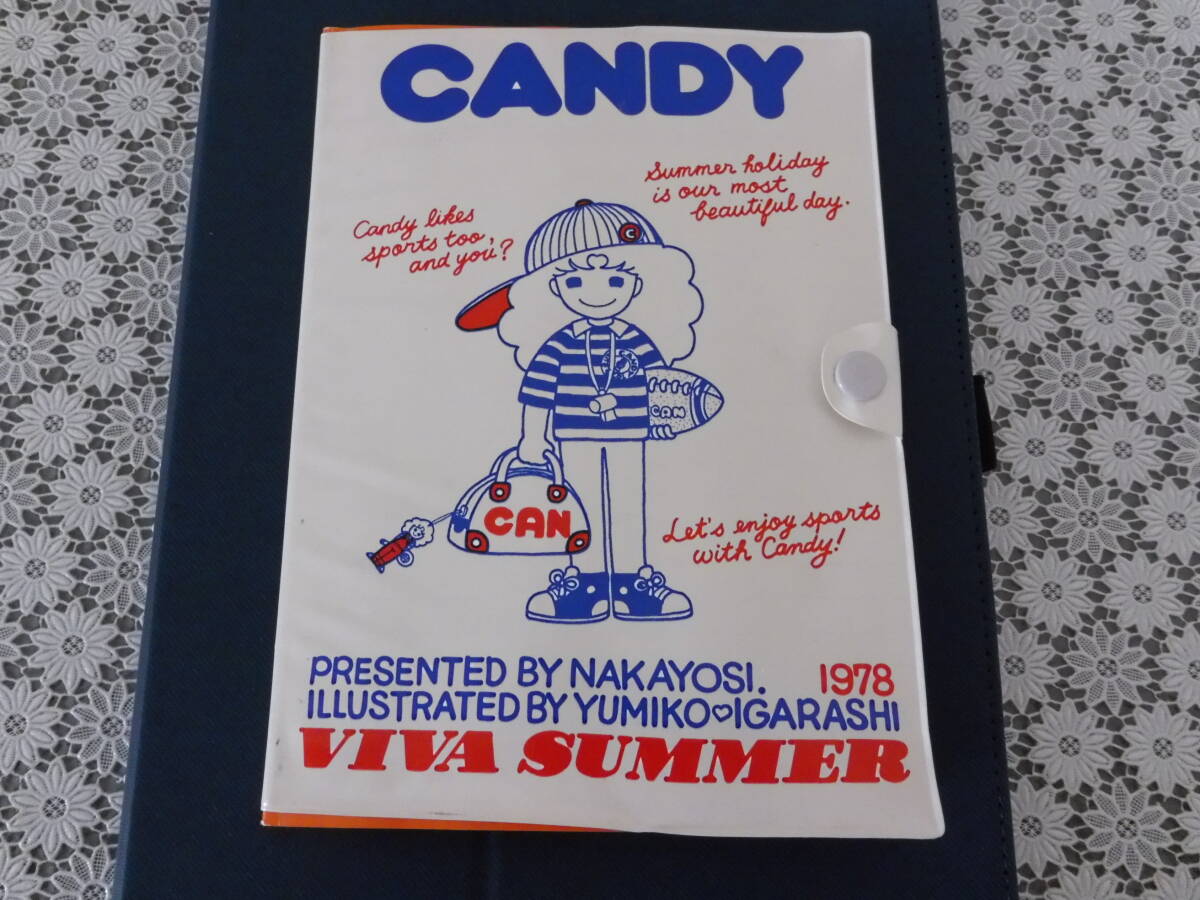 CANDY
Summer holiday
is our most
beautiful day.
Candy likes
sports too,
and you?
CAN
CAN
Let's enjoy sports
with Candy!
PRESENTED BY NAKAYOSI. 1978
ILLUSTRATED BY YUMIKO♡IGARASHI
VIVA SUMMER